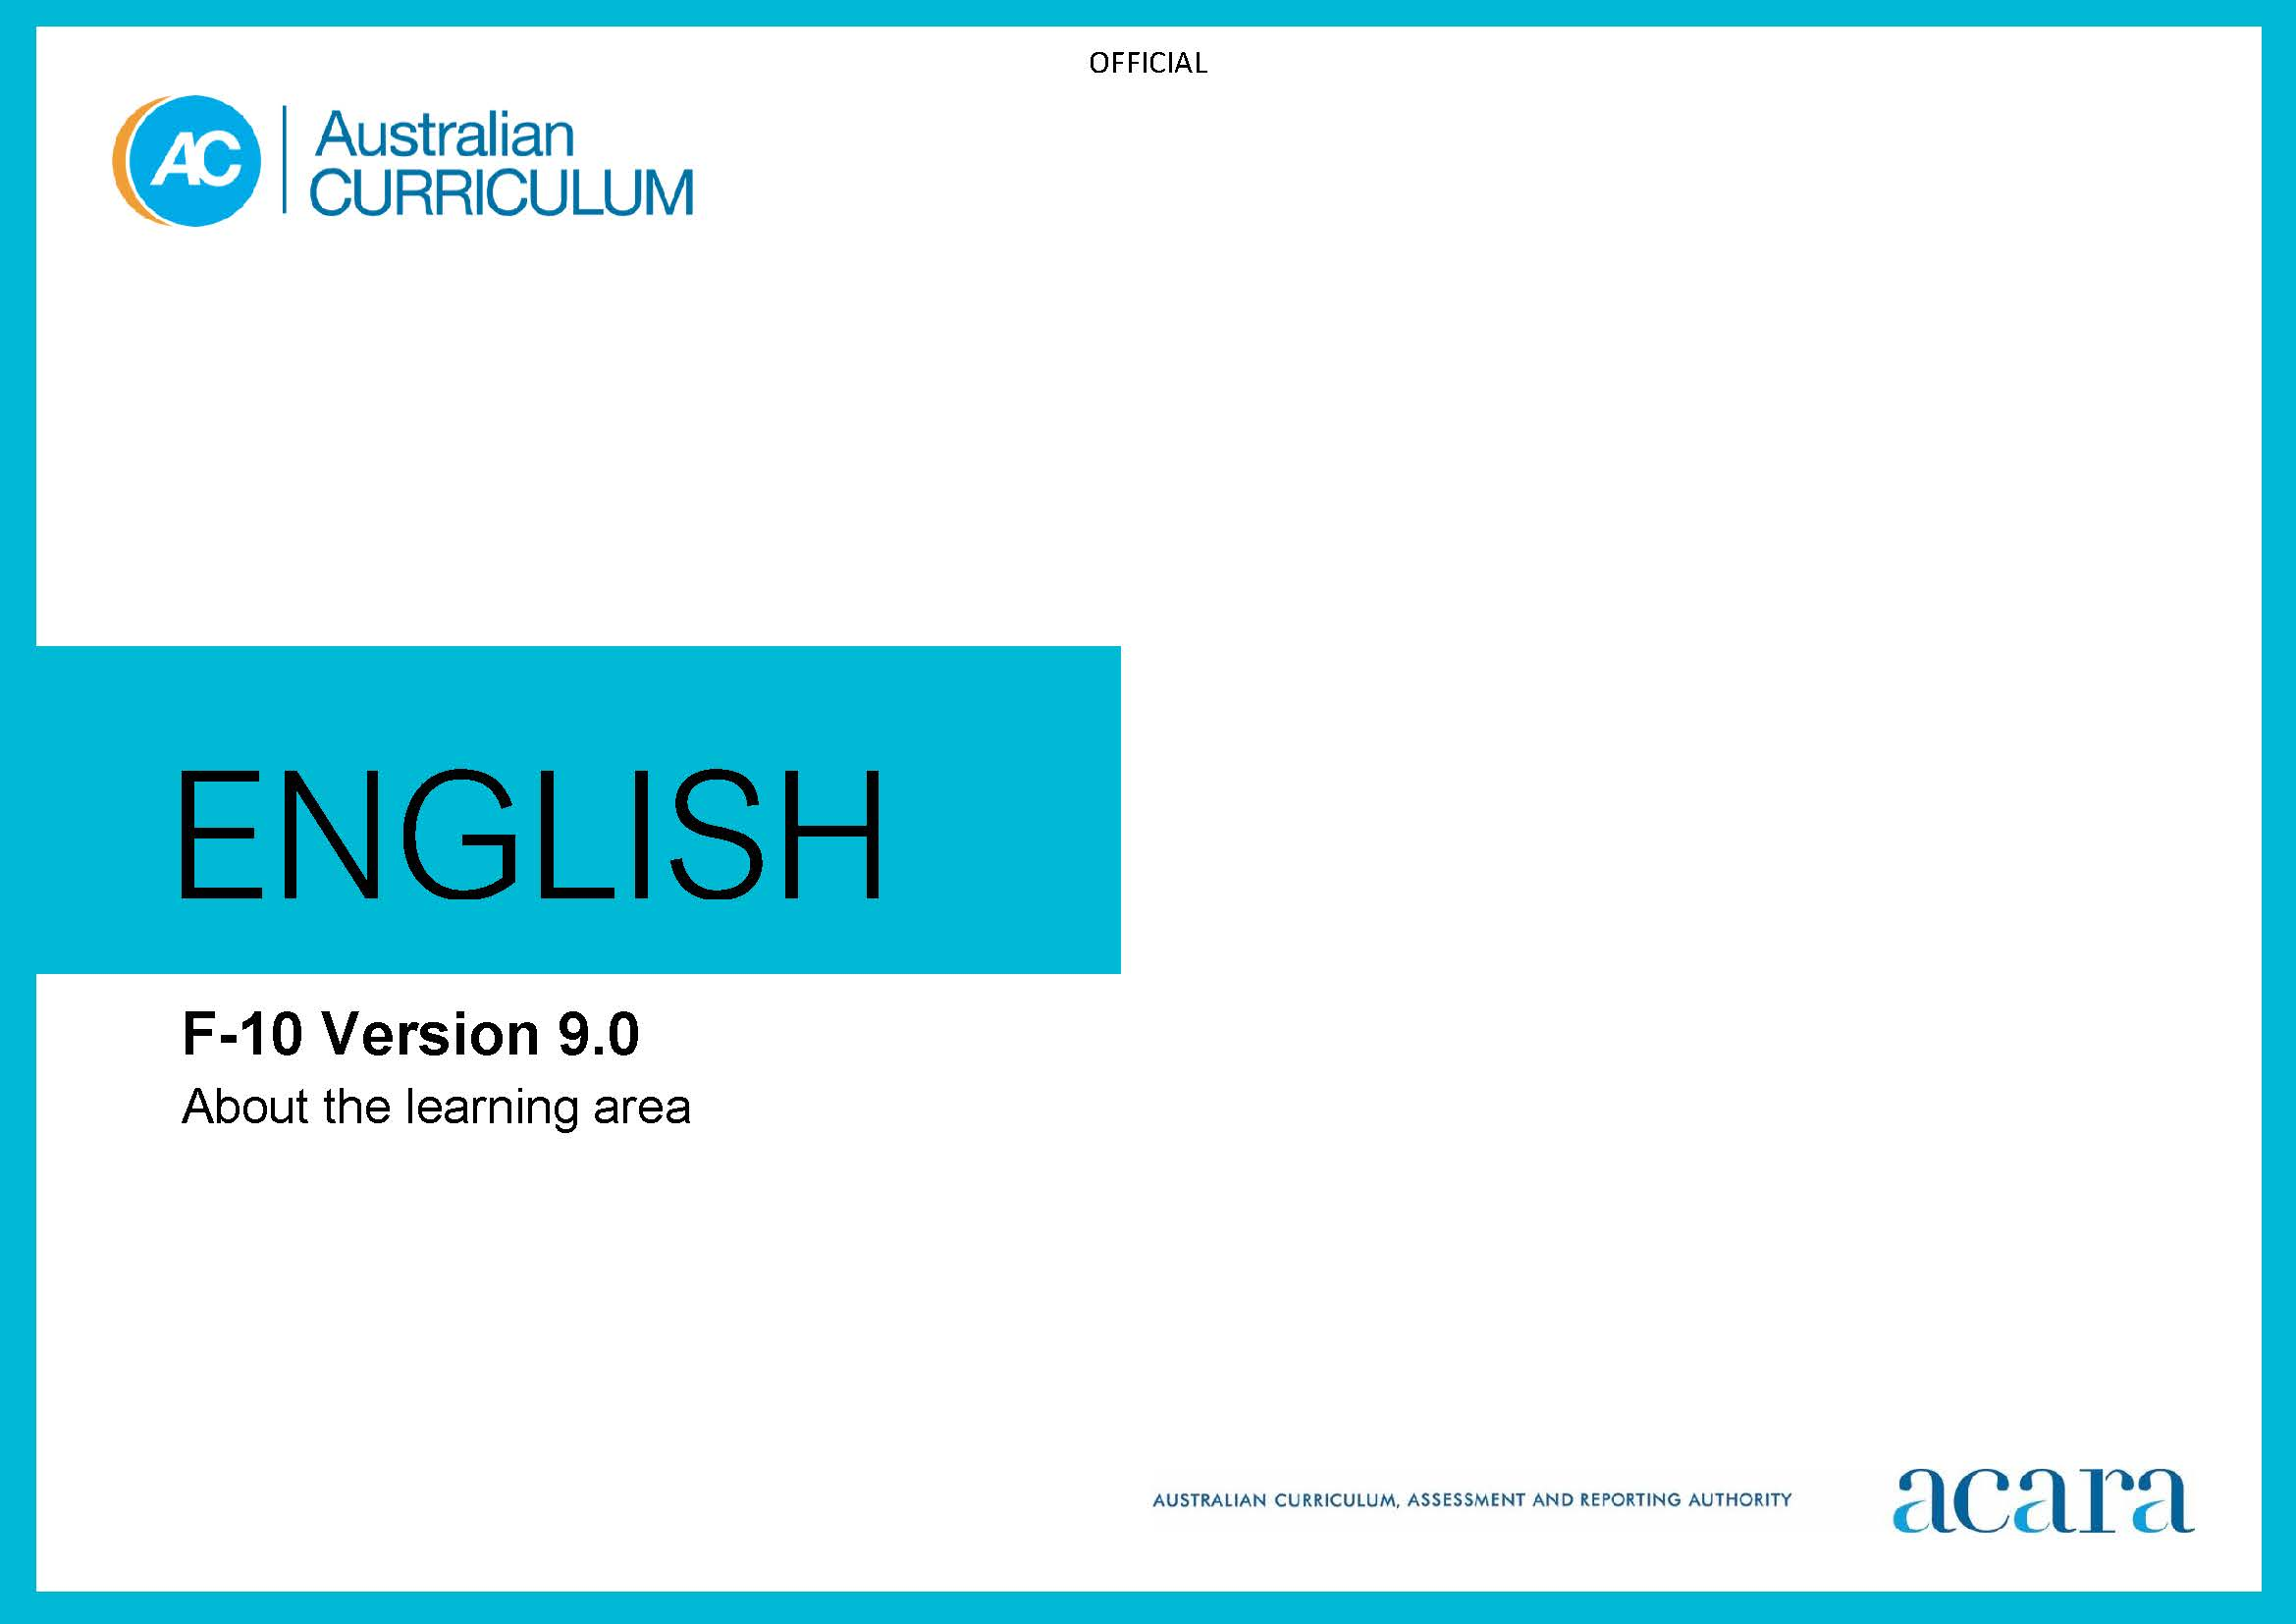 OFFICIAL
AC
Australian
CURRICULUM
ENGLISH
F-10 Version 9.0
About the learning area
AUSTRALIAN CURRICULUM, ASSESSMENT AND REPORTING AUTHORITY
acara